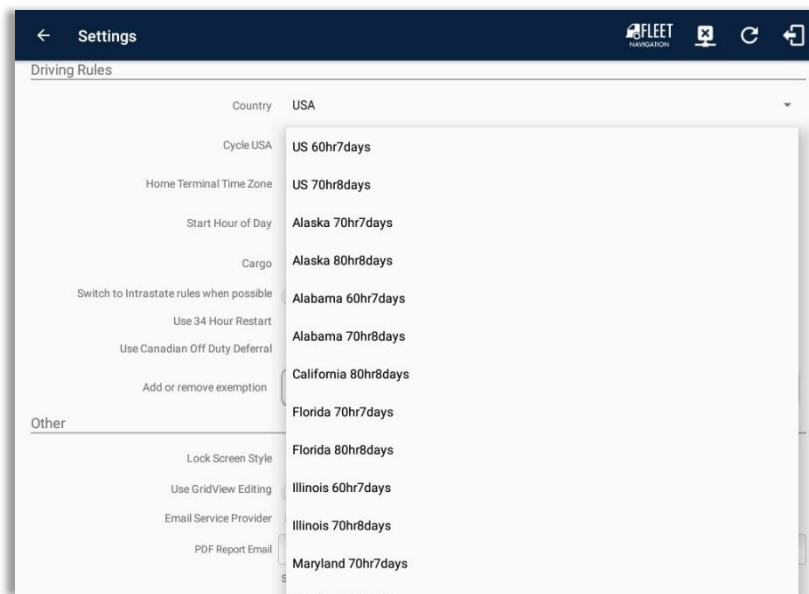 Settings
FLEET
NAVIGATION
Driving Rules
Country USA
Cycle USA
US 60hr7days
Home Terminal Time Zone
US 70hr8days
Start Hour of Day
Alaska 70hr7days
Cargo
Alaska 80hr8days
Switch to Intrastate rules when possible
Alabama 60hr7days
Use 34 Hour Restart
Alabama 70hr8days
Use Canadian Off Duty Deferral
California 80hr8days
Add or remove exemption
Florida 70hr7days
Other
Florida 80hr8days
Lock Screen Style
Use GridView Editing
Illinois 60hr7days
Email Service Provider
Illinois 70hr8days
PDF Report Email
Maryland 70hr7days